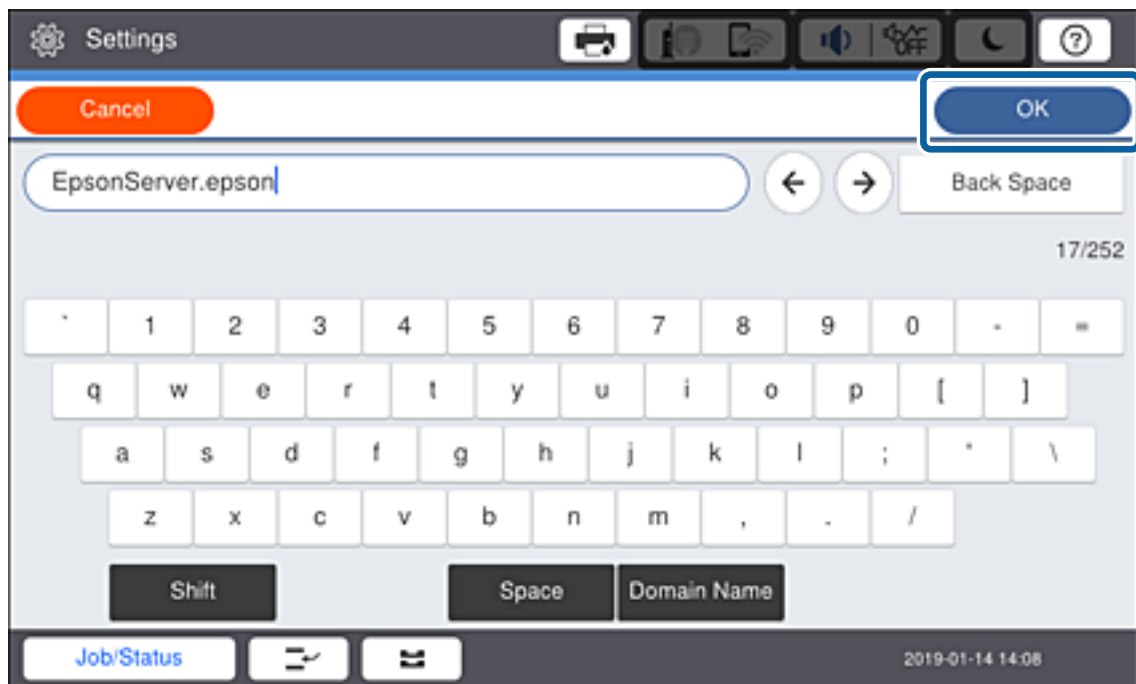 Settings
OFF
Cancel
OK
EpsonServer.epson
Back Space
17/252
` 1 2 3 4 5 6 7 8 9 0 - =
q w e r t y u i o p [ ]
a s d f g h j k l ; ' \
z x c v b n m , . /
Shift Space Domain Name
Job/Status
2019-01-14 14:08